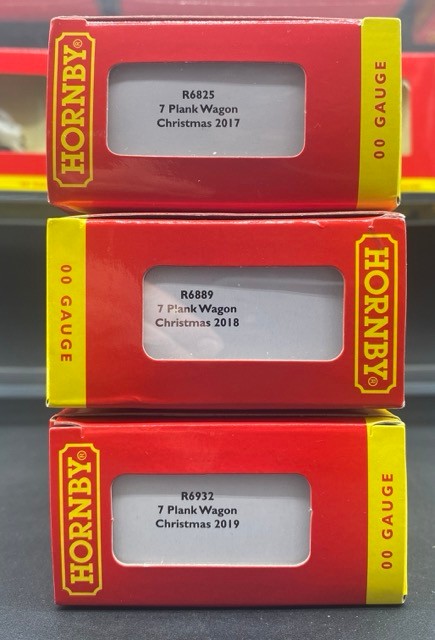 HORNBY®
R6825
7 Plank Wagon
Christmas 2017
00 GAUGE
00 GAUGE
R6889
7 Plank Wagon
Christmas 2018
HORNBY®
HORNBY®
R6932
7 Plank Wagon
Christmas 2019
00 GAUGE